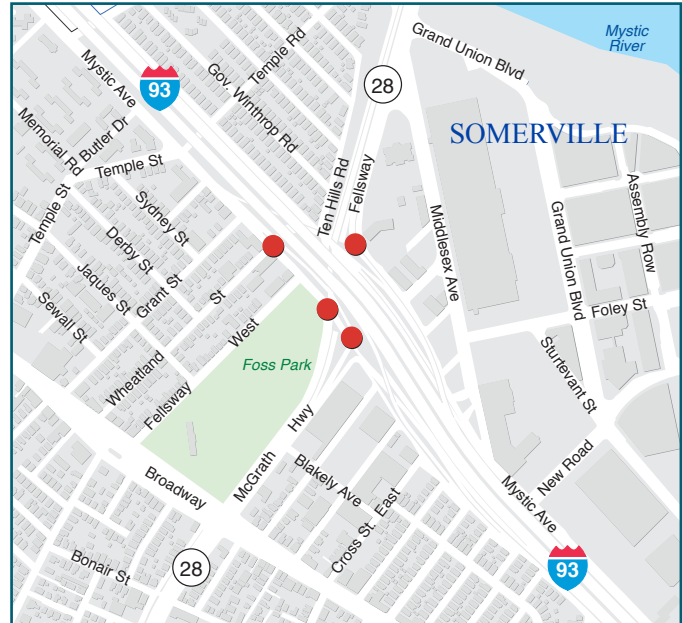 Mystic Ave
93
Temple Rd
Gov. Winthrop Rd
28
Grand Union Blvd
Mystic
River
SOMERVILLE
Memorial Rd
Butler Dr
Temple St
Temple St
Sydney St
Derby St
Jaques St
Grant St
Sewall St
Wheatland
St
Ten Hills Rd
Fellsway
Middlesex Ave
Grand Union Blvd
Assembly Row
Foley St
Sturtevant St
Fellsway
West
Foss Park
McGrath
Hwy
Broadway
Blakely Ave
Cross St. East
New Road
Mystic Ave
Bonair St
28
93